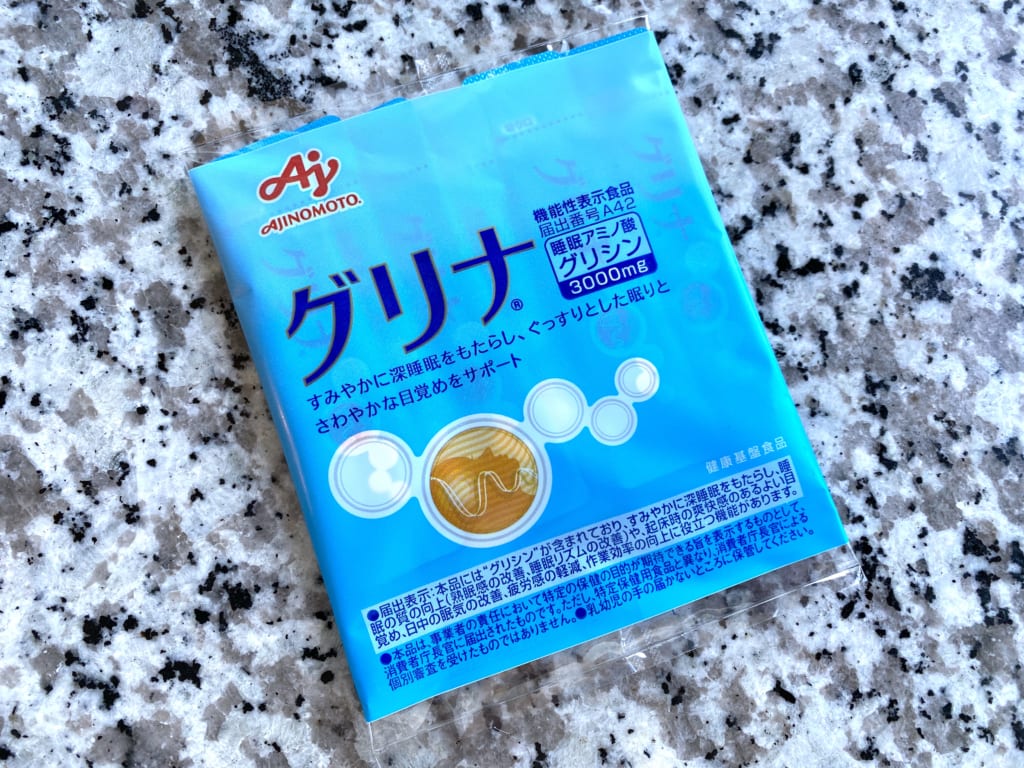 Aj
AJINOMOTO.
機能性表示食品
届出番号A42
睡眠アミノ酸
グリシン
3000mg
グリナ®
すみやかに深睡眠をもたらし、ぐっすりとした眠りと
さわやかな目覚めをサポート
健康基盤食品
●届出表示:本品には"グリシン"が含まれており、すみやかに深睡眠をもたらし、睡
眠の質の向上(熟眠感の改善、睡眠リズムの改善)や、起床時の爽快感のあるよい目
覚め、日中の眠気の改善、疲労感の軽減、作業効率の向上に役立つ機能があります。
●本品は、事業者の責任において特定の保健の目的が期待できる旨を表示するものとして、
消費者庁長官に届出されたものです。ただし、特定保健用食品と異なり、消費者庁長官による
個別審査を受けたものではありません。●乳幼児の手の届かないところに保管してください。